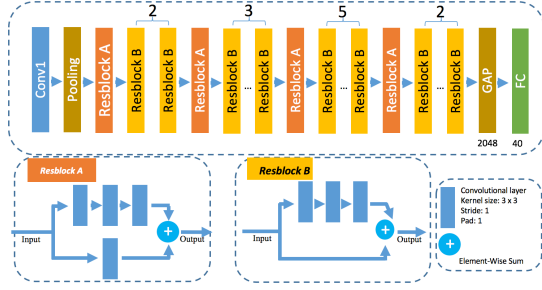 2 3 5 2
Conv1 Pooling Resblock A Resblock B Resblock B Resblock A Resblock B ... Resblock B Resblock A Resblock B ... Resblock B Resblock A Resblock B Resblock B GAP FC
2048 40
Resblock A
Input
Output
Resblock B
Input
Output
Convolutional layer
Kernel size: 3 x 3
Stride: 1
Pad: 1
+
Element-Wise Sum